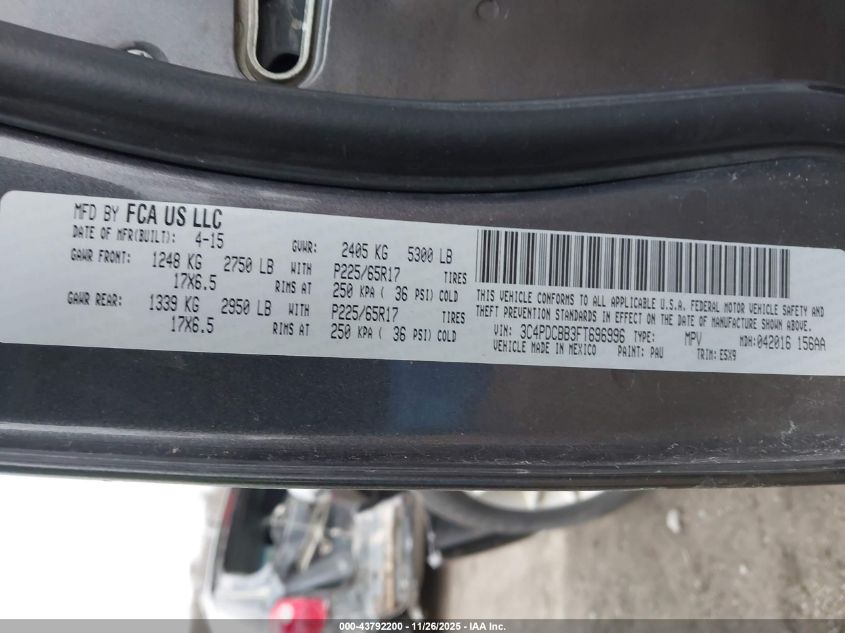 MFD BY FCA US LLC
DATE OF MFR(BUILT): 4-15 GVWR: 2405 KG 5300 LB
GAWR FRONT: 1248 KG 2750 LB WITH P225/65R17 TIRES
17X6.5 RIMS AT 250 KPA ( 36 PSI) COLD
GAWR REAR: 1339 KG 2950 LB WITH P225/65R17 TIRES
17X6.5 RIMS AT 250 KPA ( 36 PSI) COLD
THIS VEHICLE CONFORMS TO ALL APPLICABLE U.S.A. FEDERAL MOTOR VEHICLE SAFETY AND
THEFT PREVENTION STANDARDS IN EFFECT ON THE DATE OF MANUFACTURE SHOWN ABOVE.
VIN: 3C4PDCBB3FT696996 TYPE: MPV MDH:042016 156AA
VEHICLE MADE IN MEXICO PAINT: PAU TRIM: ESX9
000-43792200 - 11/26/2025 - © IAA Inc.